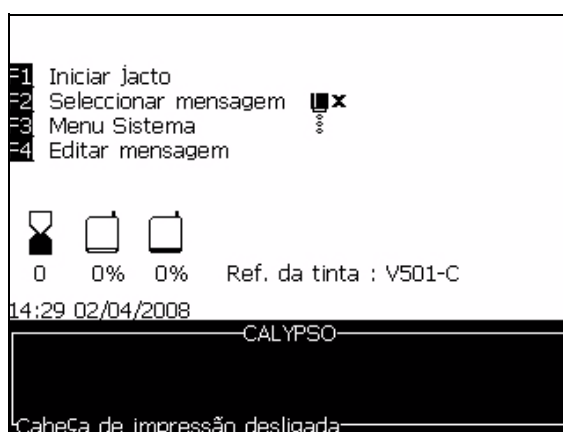 F1 Iniciar jacto
F2 Seleccionar mensagem
F3 Menu Sistema
F4 Editar mensagem
0 0% 0% Ref. da tinta : V501-C
14:29 02/04/2008
CALYPSO
Cabeça de impressão desligada